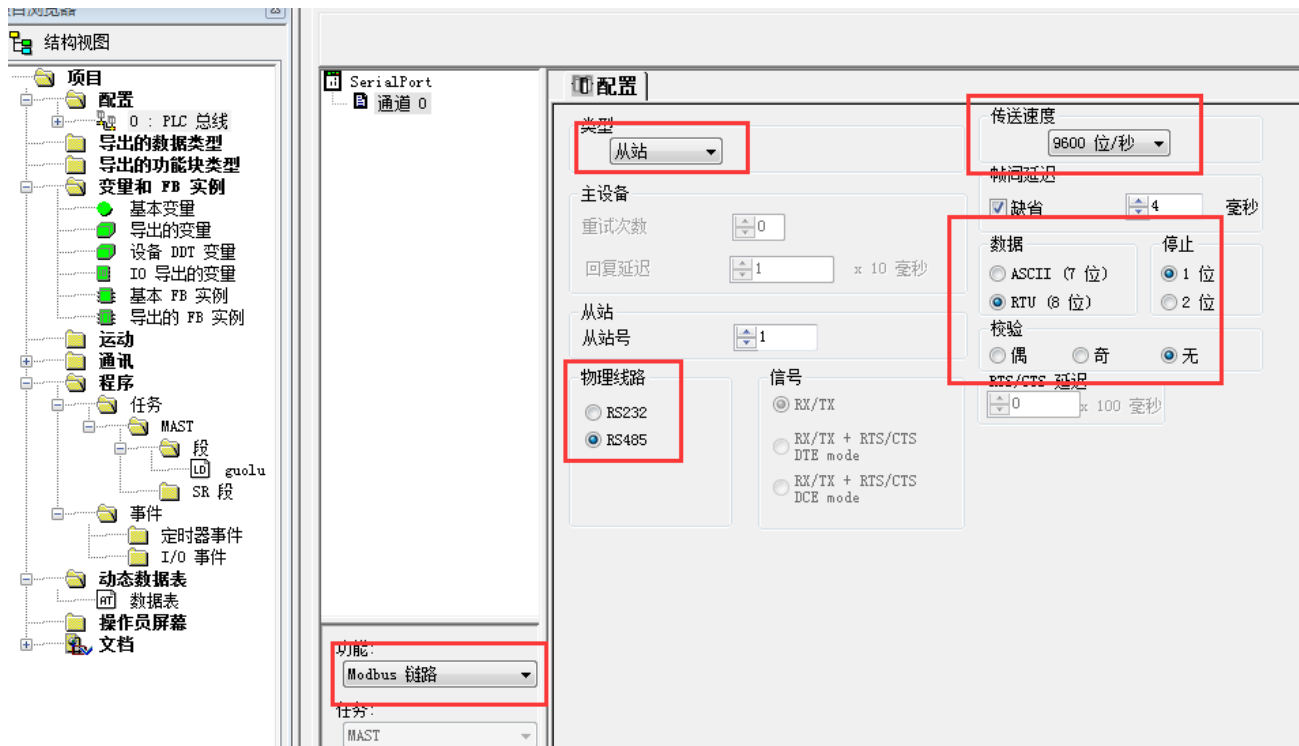 结构视图
项目
配置
0 : PLC 总线
导出的数据类型
导出的功能块类型
变量和 FB 实例
基本变量
导出的变量
设备 DDT 变量
IO 导出的变量
基本 FB 实例
导出的 FB 实例
运动
通讯
程序
任务
MAST
段
LD guolu
SR 段
事件
定时器事件
I/O 事件
动态数据表
数据表
操作员屏幕
文档
SerialPort
通道 0
功能:
Modbus 链路
任务:
MAST
配置
类型
从站
主设备
重试次数 0
回复延迟 1 x 10 毫秒
从站
从站号 1
物理线路
RS232
RS485
信号
RX/TX
RX/TX + RTS/CTS
DTE mode
RX/TX + RTS/CTS
DCE mode
传送速度
9600 位/秒
帧间延迟
缺省 4 毫秒
数据
ASCII (7 位)
RTU (8 位)
停止
1 位
2 位
校验
偶 奇 无
RTS/CTS 延迟
0 x 100 毫秒